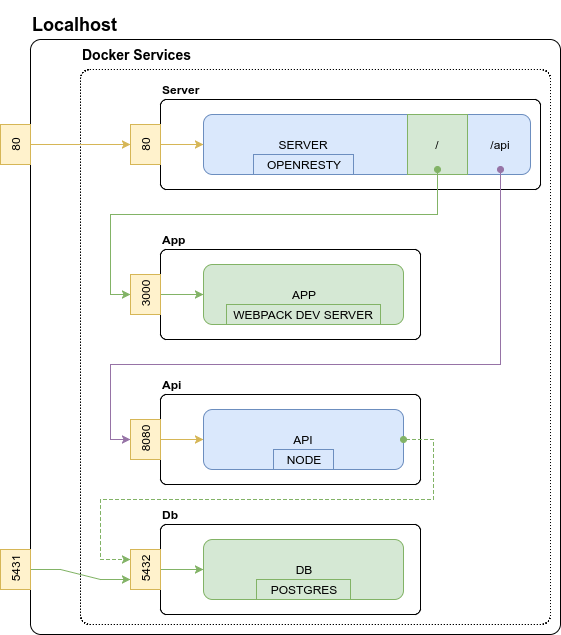 Localhost
Docker Services
Server
80
80
SERVER
/
/api
OPENRESTY
App
3000
APP
WEBPACK DEV SERVER
Api
8080
API
NODE
Db
5431
5432
DB
POSTGRES